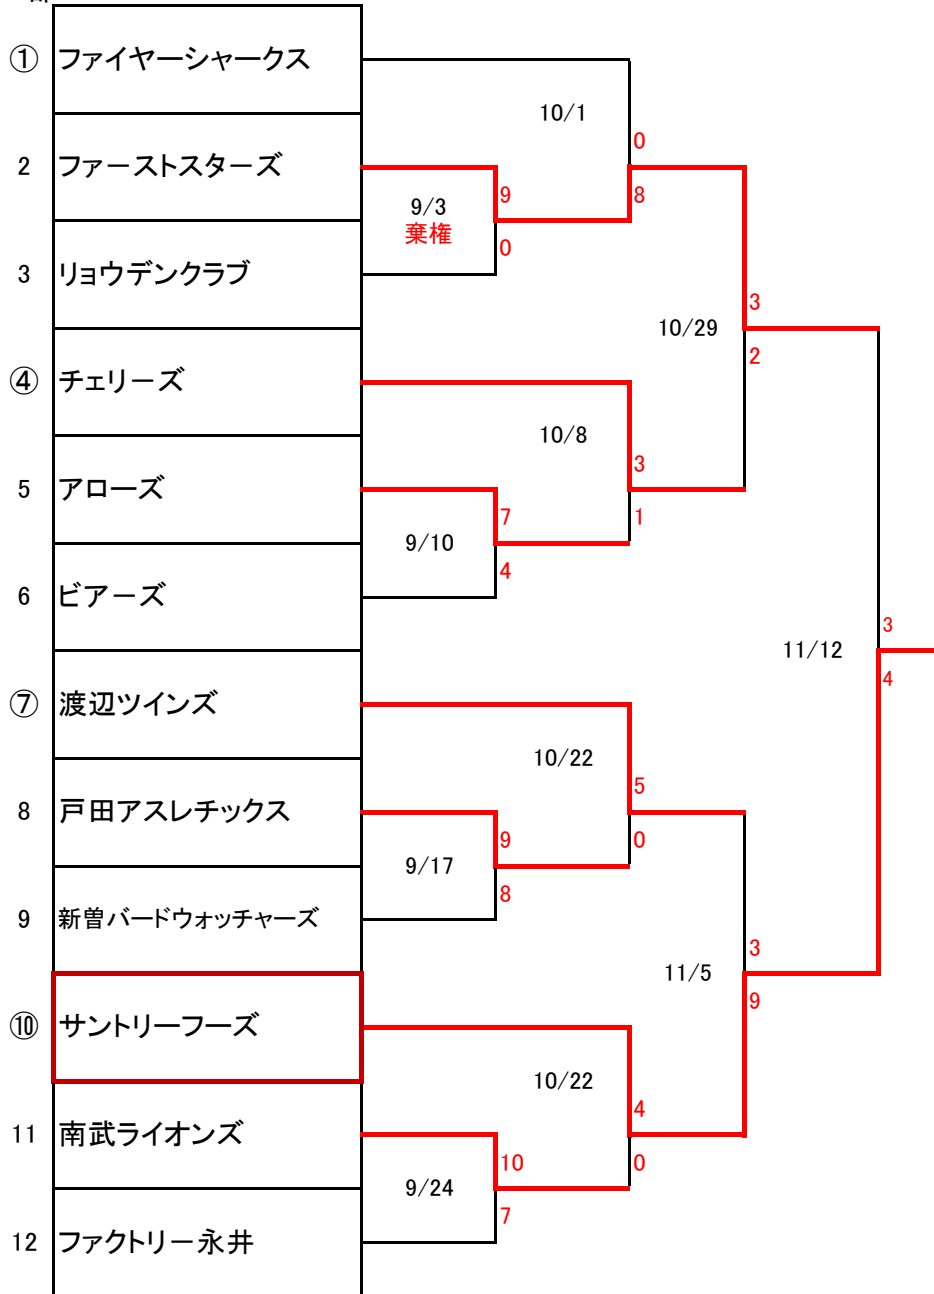 ① ファイヤーシャークス
10/1
0
2 ファーストスターズ
9/3
9
8
棄権
0
3 リョウデンクラブ
3
10/29
2
④ チェリーズ
10/8
3
5 アローズ
7
1
9/10
4
6 ビアーズ
3
11/12
4
⑦ 渡辺ツインズ
10/22
5
8 戸田アスレチックス
9
0
9/17
8
9 新曽バードウォッチャーズ
3
11/5
9
⑩ サントリーフーズ
10/22
4
11 南武ライオンズ
10
0
9/24
7
12 ファクトリー永井